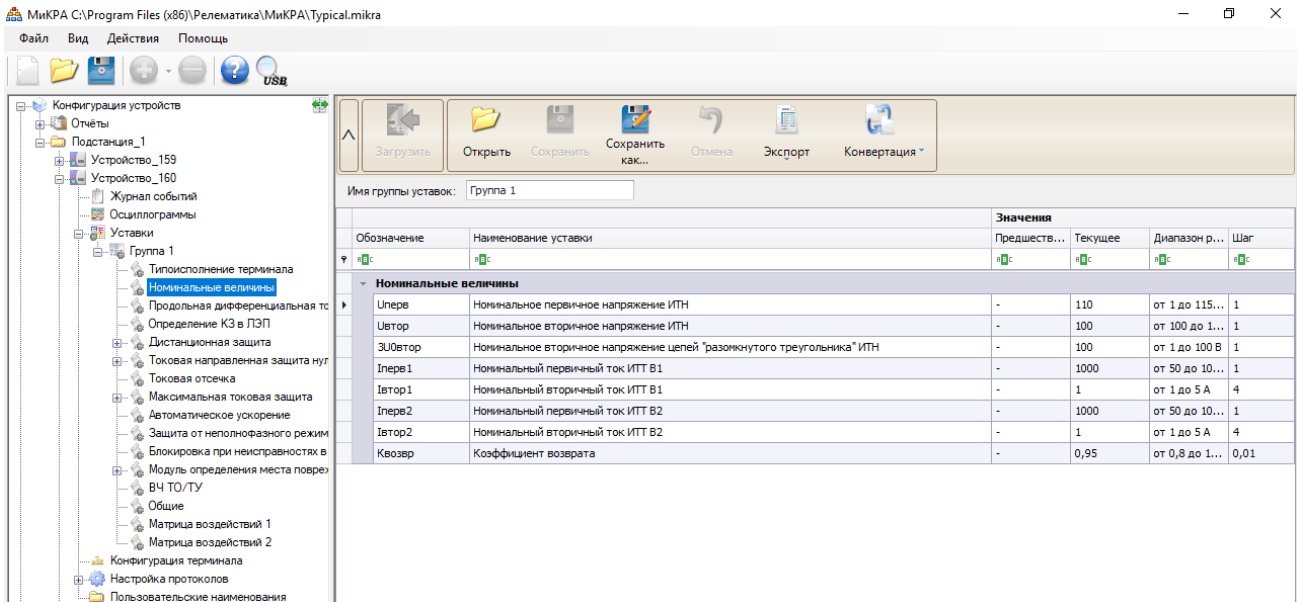 МиКРА C:\Program Files (x86)\Релематика\МиКРА\Typical.mikra
Файл Вид Действия Помощь
USB
Конфигурация устройств
Отчёты
Подстанция_1
Устройство_159
Устройство_160
Журнал событий
Осциллограммы
Уставки
Группа 1
Типоисполнение терминала
Номинальные величины
Продольная дифференциальная то
Определение КЗ в ЛЭП
Дистанционная защита
Токовая направленная защита нул
Токовая отсечка
Максимальная токовая защита
Автоматическое ускорение
Защита от неполнофазного режим
Блокировка при неисправностях в
Модуль определения места повреж
ВЧ ТО/ТУ
Общие
Матрица воздействий 1
Матрица воздействий 2
Конфигурация терминала
Настройка протоколов
Пользовательские наименования
Загрузить Открыть Сохранить Сохранить как... Отмена Экспорт Конвертация
Имя группы уставок: Группа 1
Значения
Обозначение Наименование уставки Предшеств... Текущее Диапазон р... Шаг
Номинальные величины
Uперв Номинальное первичное напряжение ИТН - 110 от 1 до 115... 1
Uвтор Номинальное вторичное напряжение ИТН - 100 от 100 до 1... 1
3U0втор Номинальное вторичное напряжение цепей "разомкнутого треугольника" ИТН - 100 от 1 до 100 В 1
Iперв1 Номинальный первичный ток ИТТ В1 - 1000 от 50 до 10... 1
Iвтор1 Номинальный вторичный ток ИТТ В1 - 1 от 1 до 5 А 4
Iперв2 Номинальный первичный ток ИТТ В2 - 1000 от 50 до 10... 1
Iвтор2 Номинальный вторичный ток ИТТ В2 - 1 от 1 до 5 А 4
Kвозвр Коэффициент возврата - 0,95 от 0,8 до 1... 0,01